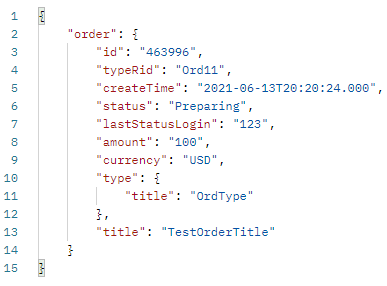 1 {
2     "order": {
3         "id": "463996",
4         "typeRid": "Ord11",
5         "createTime": "2021-06-13T20:20:24.000",
6         "status": "Preparing",
7         "lastStatusLogin": "123",
8         "amount": "100",
9         "currency": "USD",
10         "type": {
11             "title": "OrdType"
12         },
13         "title": "TestOrderTitle"
14     }
15 }